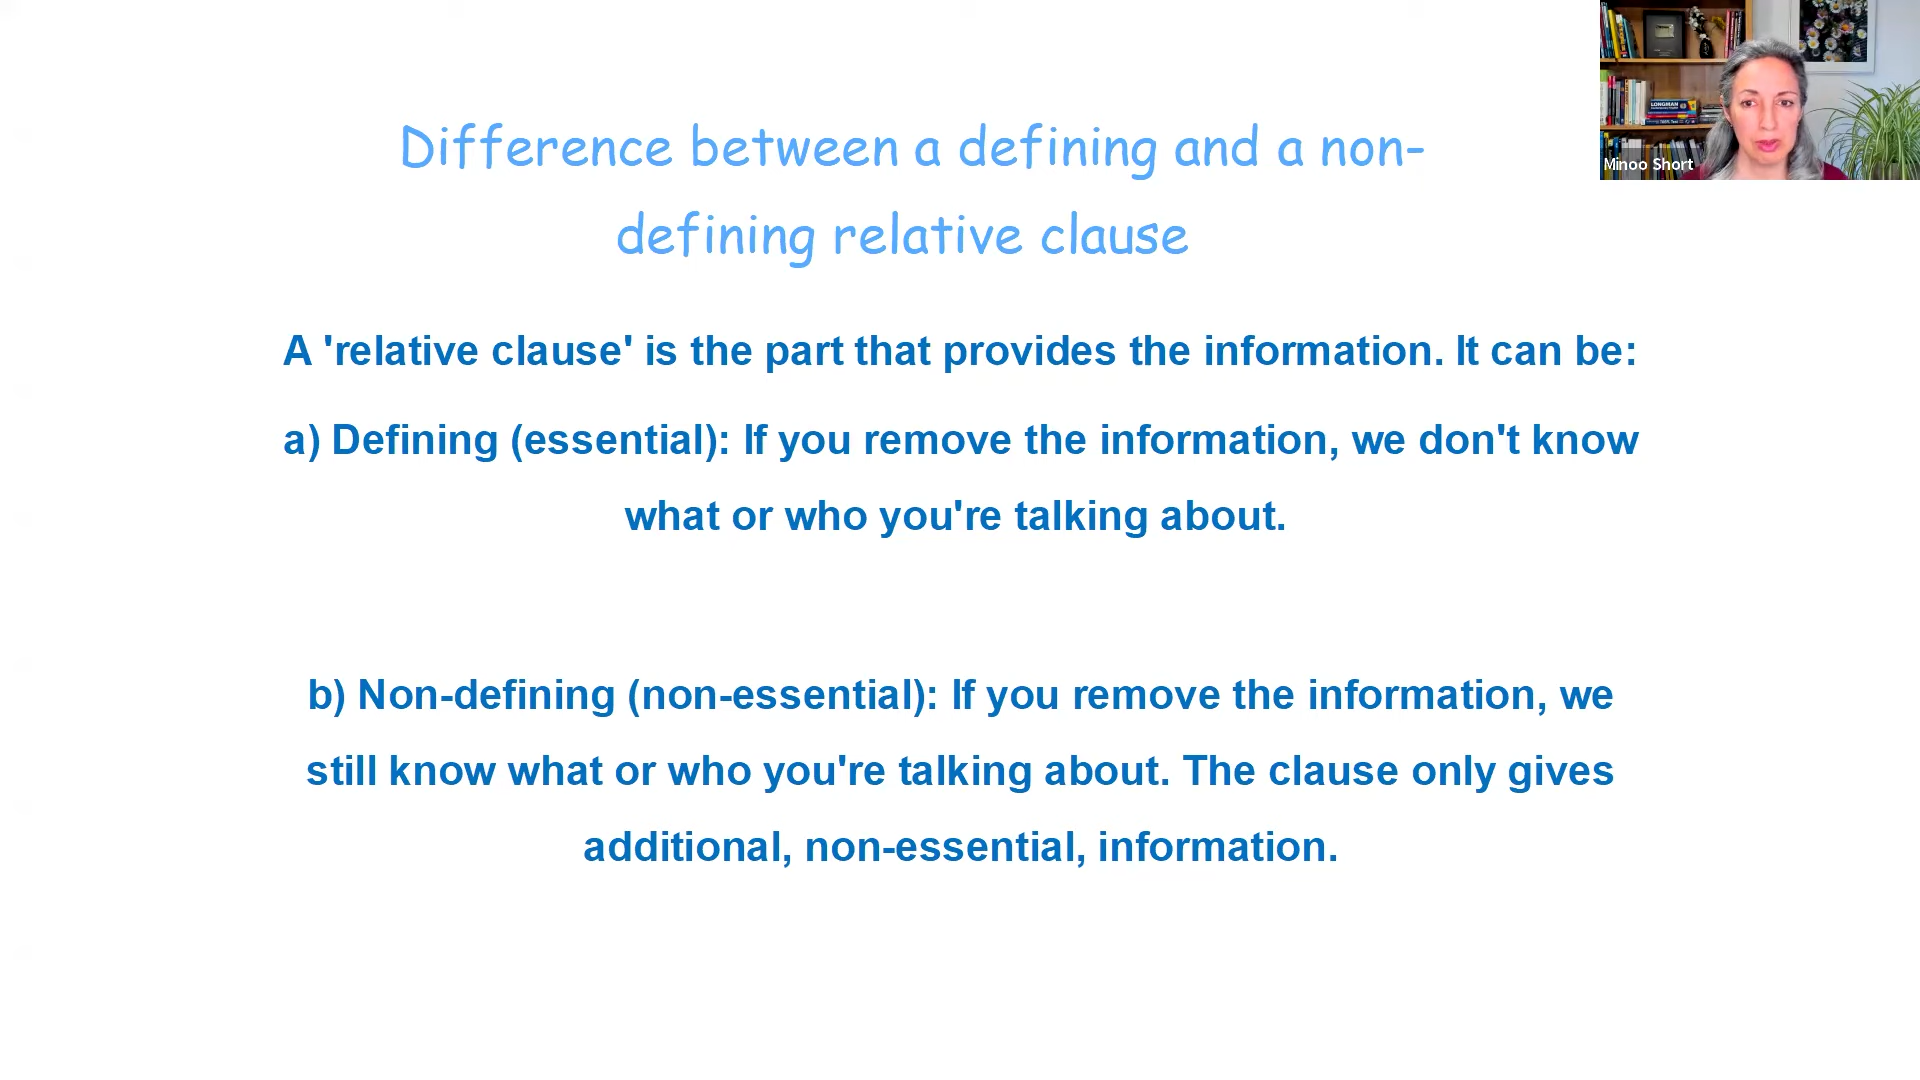 Difference between a defining and a non-
defining relative clause
A 'relative clause' is the part that provides the information. It can be:
a) Defining (essential): If you remove the information, we don't know
what or who you're talking about.
b) Non-defining (non-essential): If you remove the information, we
still know what or who you're talking about. The clause only gives
additional, non-essential, information.
LONGMAN
Minoo Short